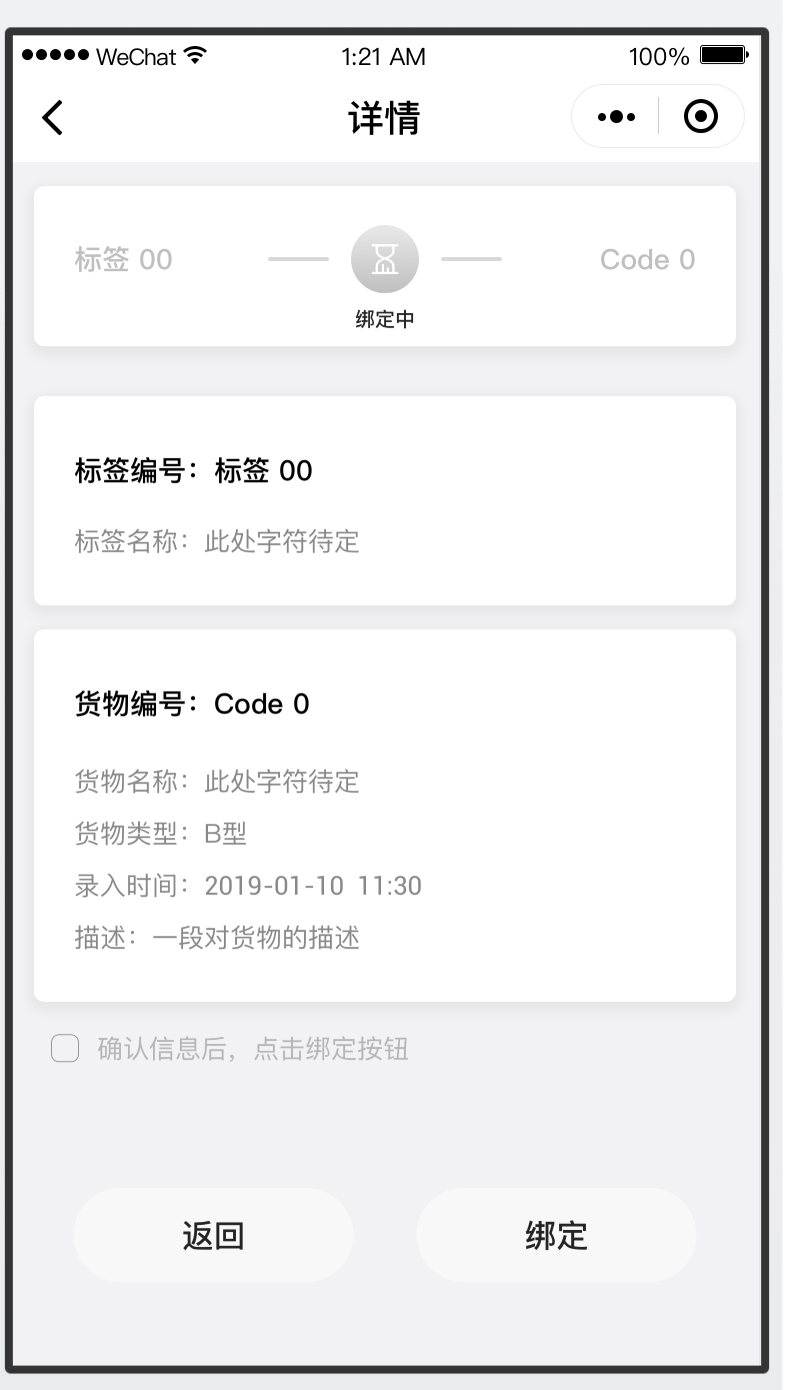 WeChat 1:21 AM 100%
详情
标签 00 Code 0
绑定中
标签编号：标签 00
标签名称：此处字符待定
货物编号：Code 0
货物名称：此处字符待定
货物类型：B型
录入时间：2019-01-10 11:30
描述：一段对货物的描述
确认信息后，点击绑定按钮
返回 绑定